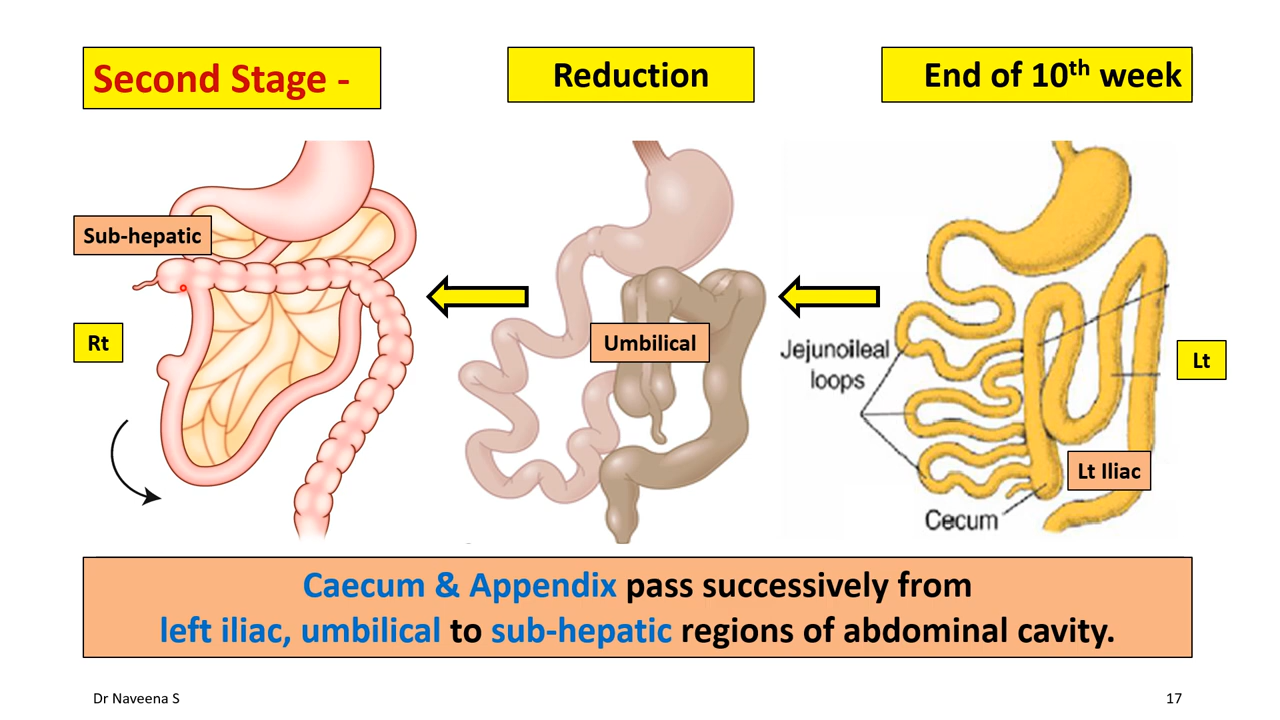 Second Stage -
Reduction
End of 10th week
Sub-hepatic
Rt
Umbilical
Jejunoileal
loops
Lt
Lt Iliac
Cecum
Caecum & Appendix pass successively from
left iliac, umbilical to sub-hepatic regions of abdominal cavity.
Dr Naveena S
17